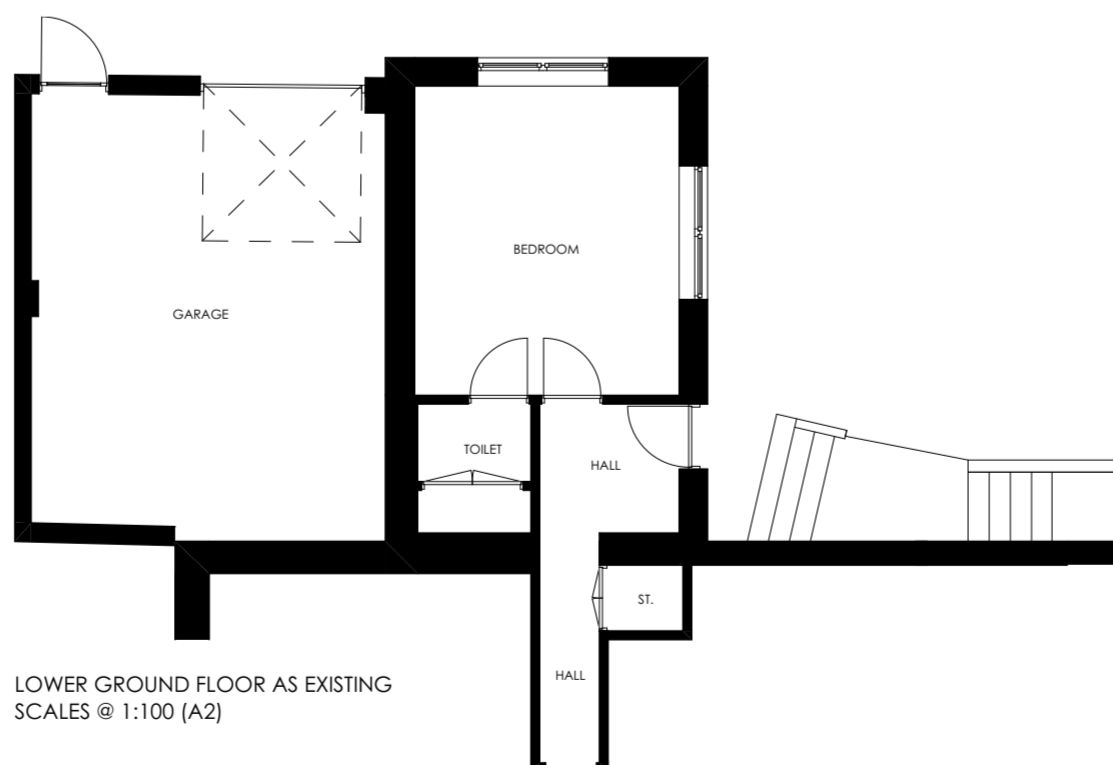 BEDROOM
GARAGE
TOILET
HALL
ST.
HALL
LOWER GROUND FLOOR AS EXISTING
SCALES @ 1:100 (A2)